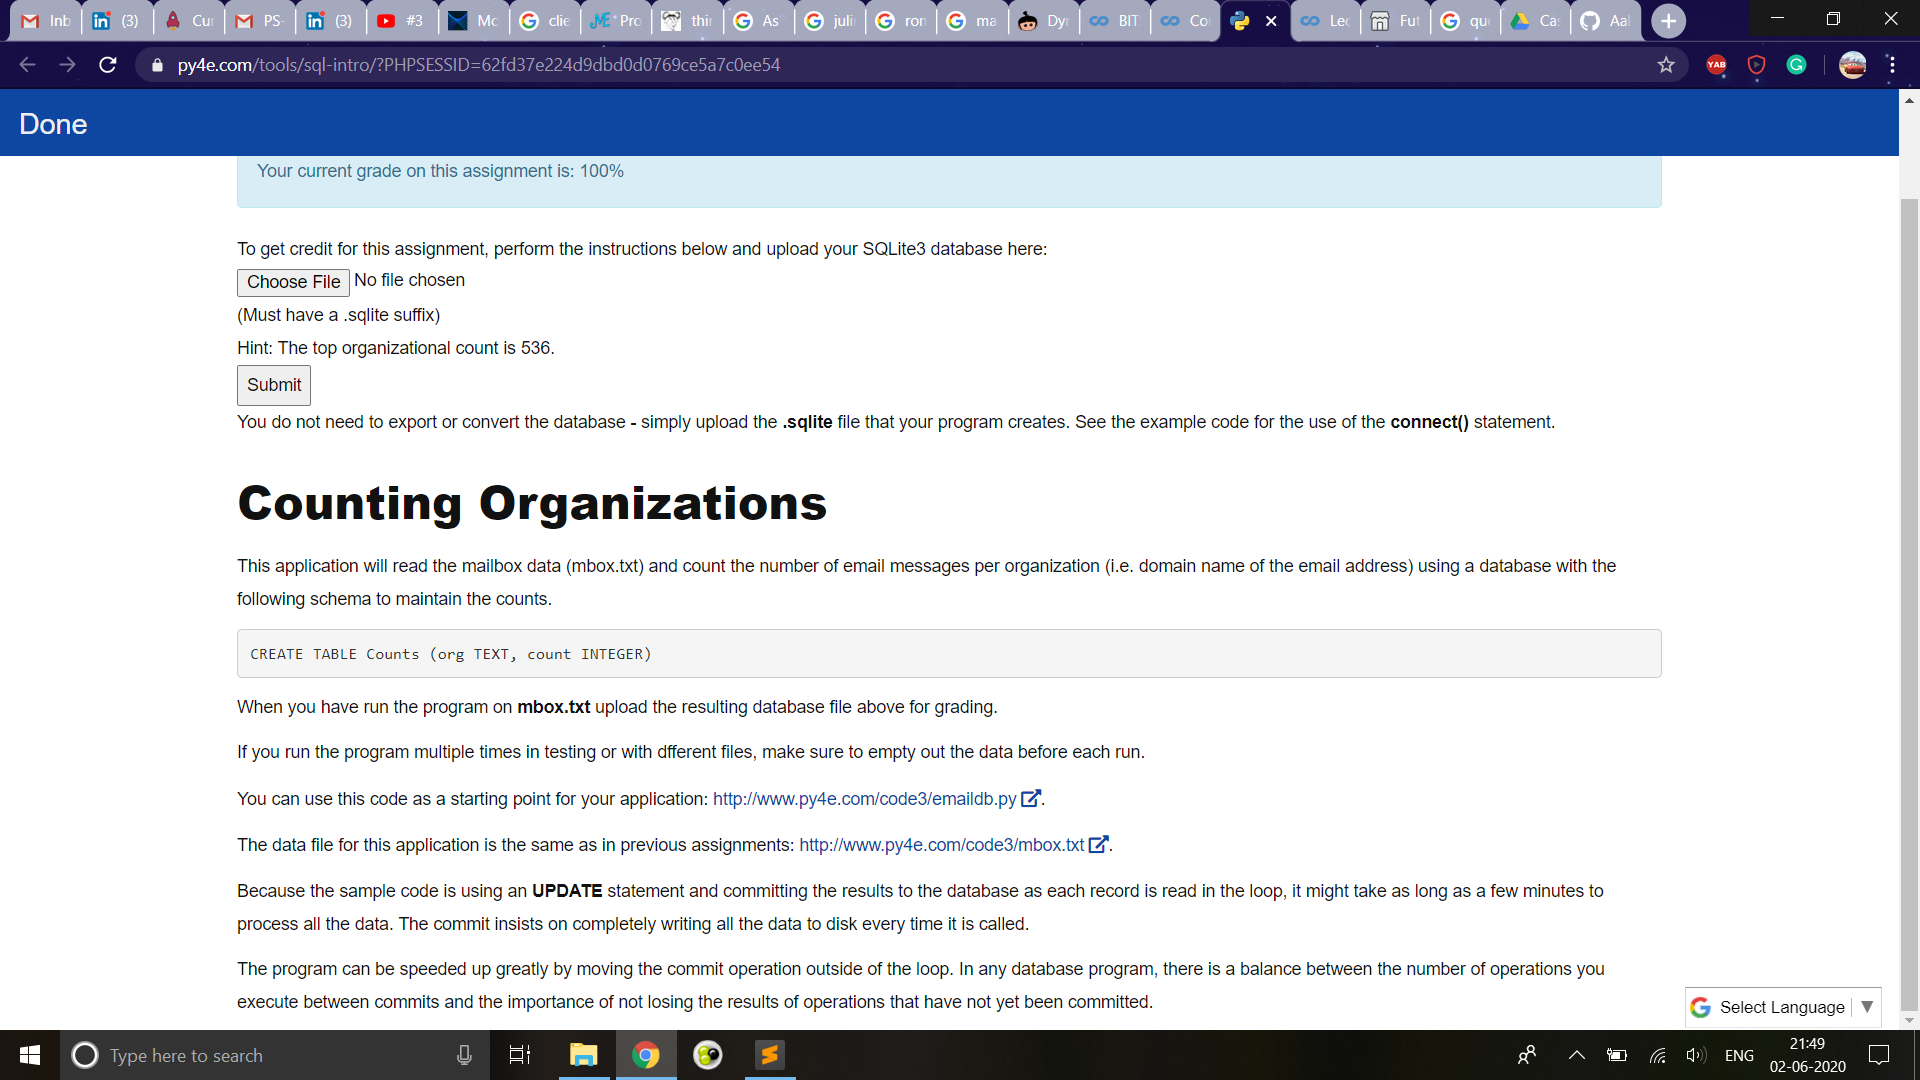 Inb (3) Cur PS- (3) #3 Mc clie Pro thir As juli ror ma Dyr BIT Co Lec Fut qu Ca Aal
py4e.com/tools/sql-intro/?PHPSESSID=62fd37e224d9dbd0d0769ce5a7c0ee54
YAB
Done
Your current grade on this assignment is: 100%
To get credit for this assignment, perform the instructions below and upload your SQLite3 database here:
Choose File No file chosen
(Must have a .sqlite suffix)
Hint: The top organizational count is 536.
Submit
You do not need to export or convert the database - simply upload the .sqlite file that your program creates. See the example code for the use of the connect() statement.
Counting Organizations
This application will read the mailbox data (mbox.txt) and count the number of email messages per organization (i.e. domain name of the email address) using a database with the
following schema to maintain the counts.
CREATE TABLE Counts (org TEXT, count INTEGER)
When you have run the program on mbox.txt upload the resulting database file above for grading.
If you run the program multiple times in testing or with dfferent files, make sure to empty out the data before each run.
You can use this code as a starting point for your application: http://www.py4e.com/code3/emaildb.py.
The data file for this application is the same as in previous assignments: http://www.py4e.com/code3/mbox.txt.
Because the sample code is using an UPDATE statement and committing the results to the database as each record is read in the loop, it might take as long as a few minutes to
process all the data. The commit insists on completely writing all the data to disk every time it is called.
The program can be speeded up greatly by moving the commit operation outside of the loop. In any database program, there is a balance between the number of operations you
execute between commits and the importance of not losing the results of operations that have not yet been committed.
Select Language
Type here to search
ENG
21:49
02-06-2020